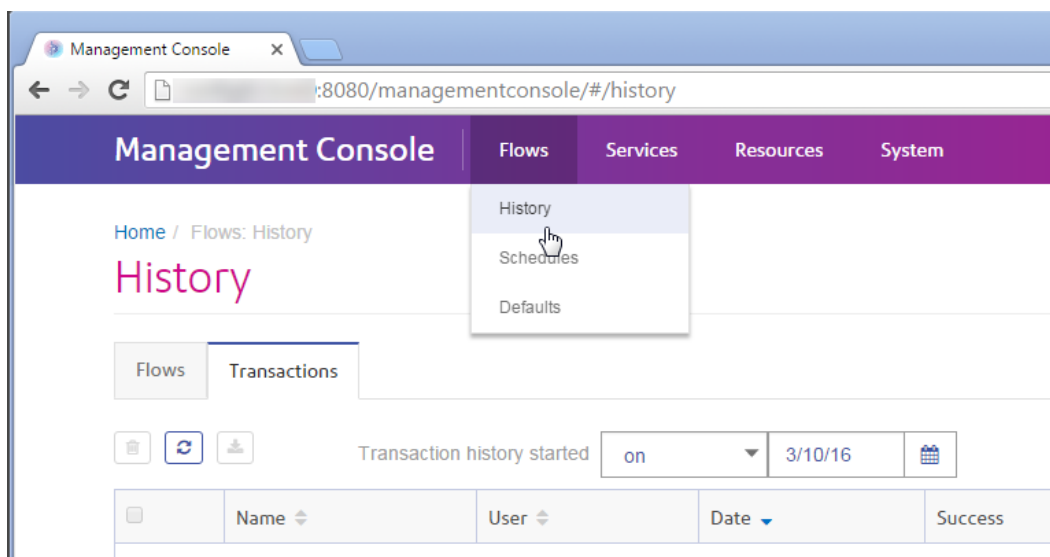 Management Console
:8080/managementconsole/#/history
Management Console Flows Services Resources System
History
Home / Flows: History
Schedules
History
Defaults
Flows Transactions
Transaction history started on 3/10/16
Name User Date Success